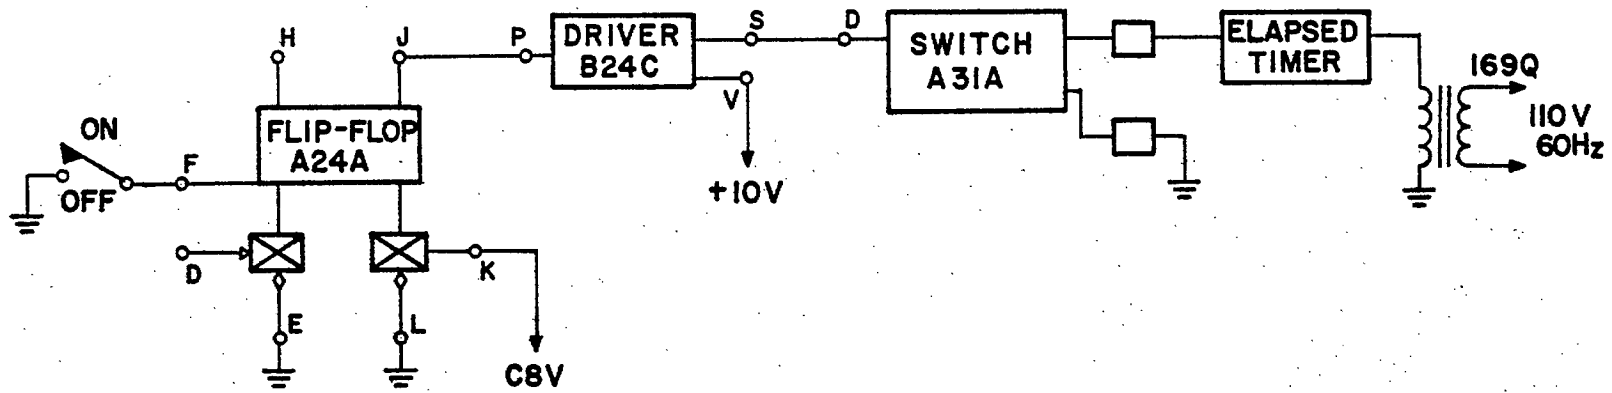 H
J
P
DRIVER
B24C
S
D
V
+10V
SWITCH
A31A
ELAPSED
TIMER
169Q
110V
60Hz
ON
OFF
F
FLIP-FLOP
A24A
D
E
K
L
C8V